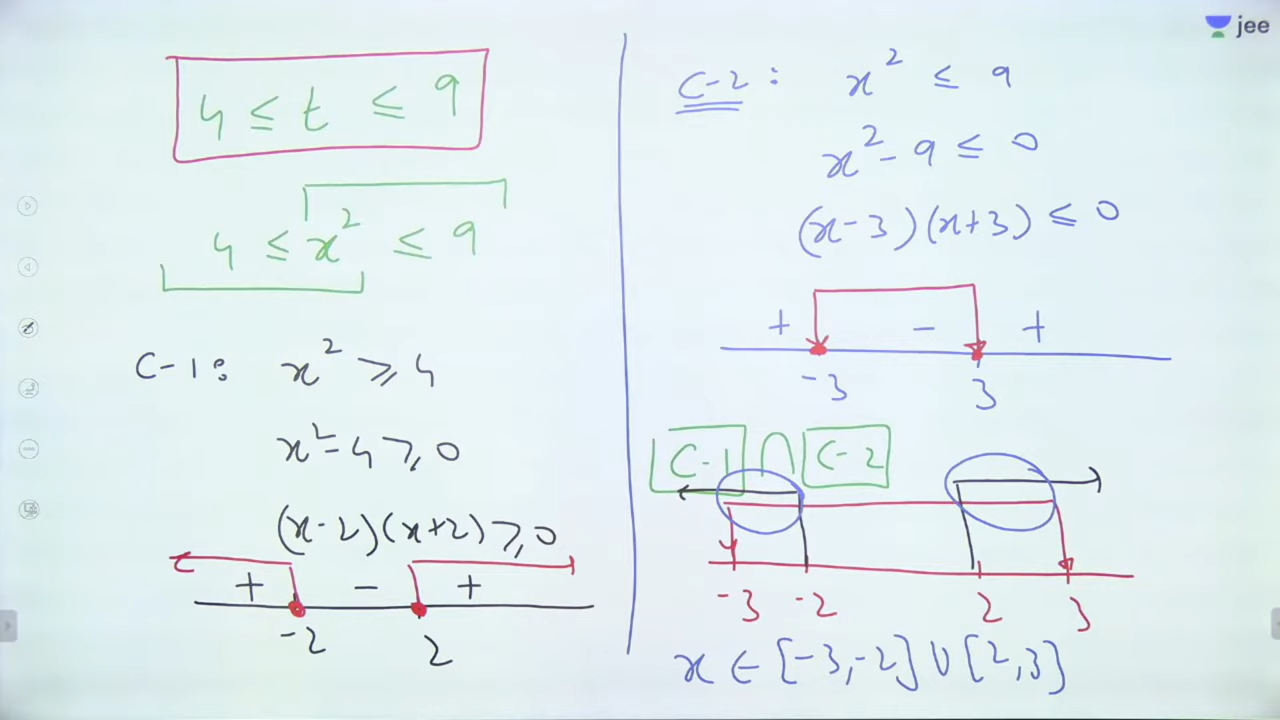 jee
4 ≤ t ≤ 9
4 ≤ x² ≤ 9
C-1: x² ≥ 4
x²-4 ≥ 0
(x-2)(x+2) ≥ 0
+ - +
-2 2
C-2: x² ≤ 9
x²-9 ≤ 0
(x-3)(x+3) ≤ 0
+ - +
-3 3
C-1 ∩ C-2
-3 -2 2 3
x ∈ [-3,-2] ∪ [2,3]